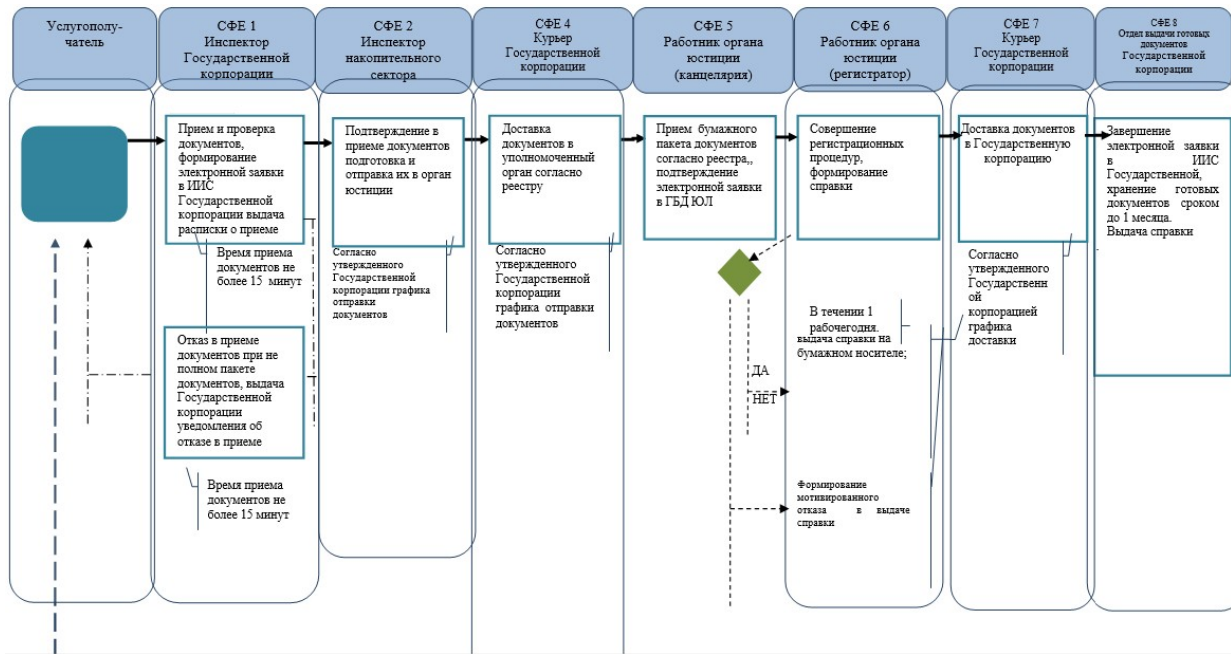 Услугополу-
чатель
СФЕ 1
Инспектор
Государственной
корпорации
СФЕ 2
Инспектор
накопительного
сектора
СФЕ 4
Курьер
Государственной
корпорации
СФЕ 5
Работник органа
юстиции
(канцелярия)
СФЕ 6
Работник органа
юстиции
(регистратор)
СФЕ 7
Курьер
Государственной
корпорации
СФЕ 8
Отдел выдачи готовых
документов
Государственной
корпорации
Прием и проверка
документов,
формирование
электронной заявки
в ИИС
Государственной
корпорации выдача
расписки о приеме
Подтверждение в
приеме документов
подготовка и
отправка их в орган
юстиции
Доставка
документов в
уполномоченный
орган согласно
реестру
Прием бумажного
пакета документов
согласно реестра,,
подтверждение
электронной заявки
в ГБД ЮЛ
Совершение
регистрационных
процедур,
формирование
справки
Доставка документов
в Государственную
корпорацию
Завершение
электронной заявки
в ИИС
Государственной,
хранение готовых
документов сроком
до 1 месяца.
Выдача справки
Время приема
документов не
более 15 минут
Согласно
утвержденного
Государственной
корпорации графика
отправки
документов
Согласно
утвержденного
Государственной
корпорации
графика отправки
документов
Согласно
утвержденного
Государственн
ой
корпорацией
графика
доставки
В течении 1
рабочегодня.
выдача справки на
бумажном носителе;
Отказ в приеме
документов при не
полном пакете
документов, выдача
Государственной
корпорации
уведомления об
отказе в приеме
ДА
НЕТ
Время приема
документов не
более 15 минут
Формирование
мотивированного
отказа в выдаче
справки